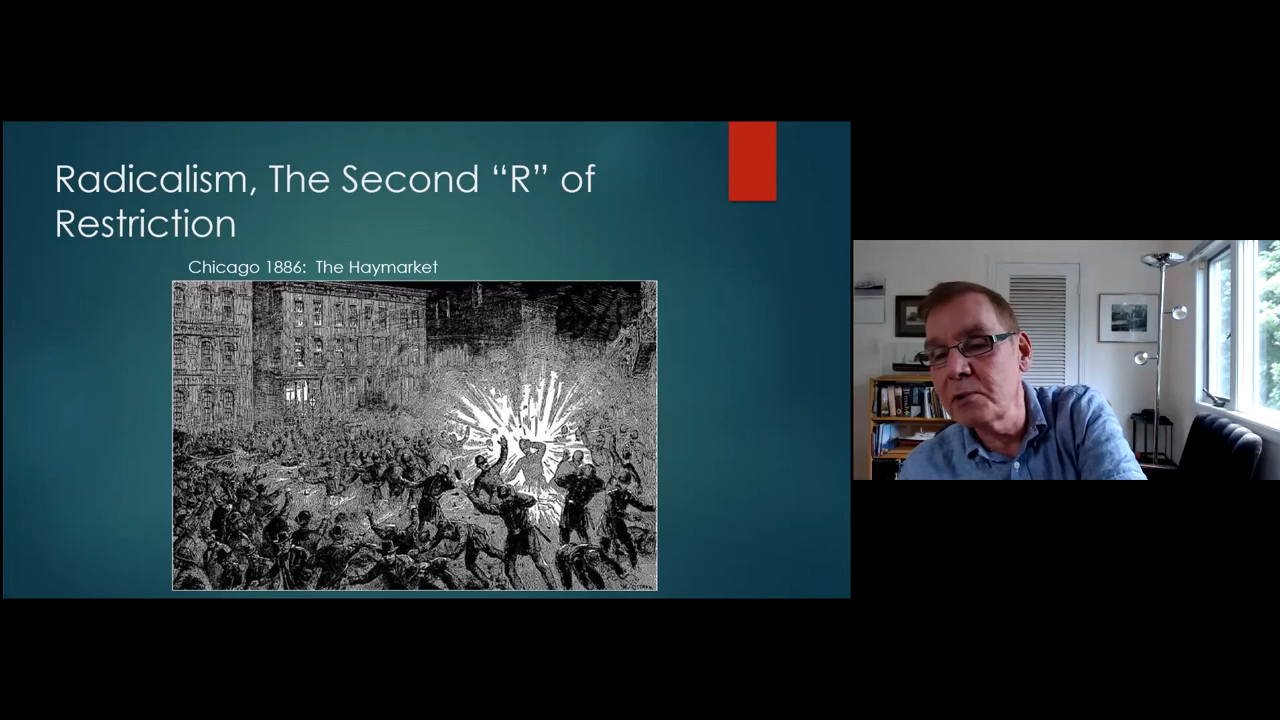 Radicalism, The Second “R” of
Restriction
Chicago 1886:  The Haymarket